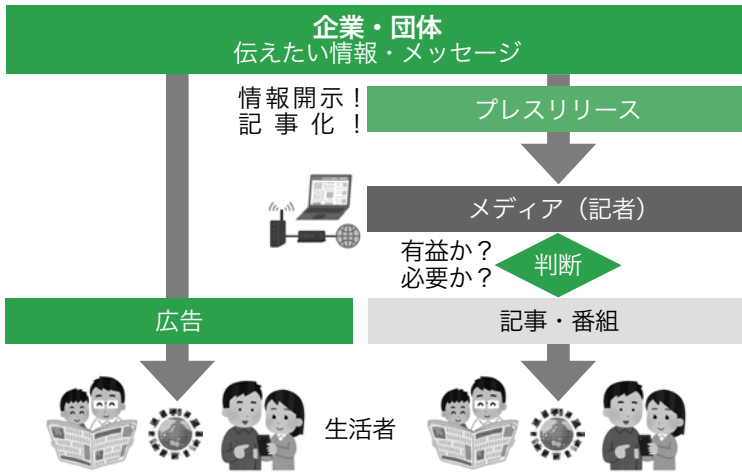 企業・団体
伝えたい情報・メッセージ
情報開示！
記事化！
プレスリリース
メディア（記者）
有益か？
必要か？
判断
広告
記事・番組
生活者